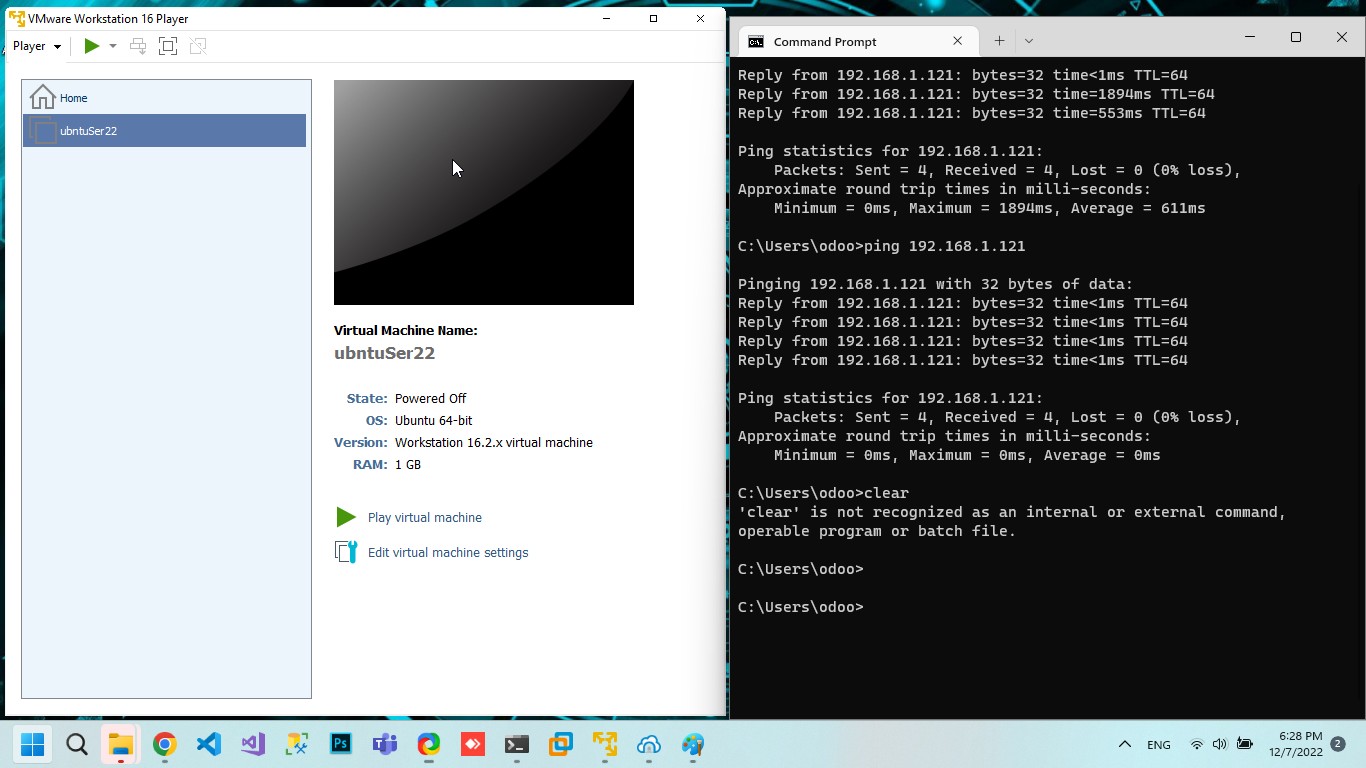 VMware Workstation 16 Player
Player
Home
ubntuSer22
Virtual Machine Name:
ubntuSer22
State: Powered Off
OS: Ubuntu 64-bit
Version: Workstation 16.2.x virtual machine
RAM: 1 GB
Play virtual machine
Edit virtual machine settings
Command Prompt
Reply from 192.168.1.121: bytes=32 time<1ms TTL=64
Reply from 192.168.1.121: bytes=32 time=1894ms TTL=64
Reply from 192.168.1.121: bytes=32 time=553ms TTL=64
Ping statistics for 192.168.1.121:
Packets: Sent = 4, Received = 4, Lost = 0 (0% loss),
Approximate round trip times in milli-seconds:
Minimum = 0ms, Maximum = 1894ms, Average = 611ms
C:\Users\odoo>ping 192.168.1.121
Pinging 192.168.1.121 with 32 bytes of data:
Reply from 192.168.1.121: bytes=32 time<1ms TTL=64
Reply from 192.168.1.121: bytes=32 time<1ms TTL=64
Reply from 192.168.1.121: bytes=32 time<1ms TTL=64
Reply from 192.168.1.121: bytes=32 time<1ms TTL=64
Ping statistics for 192.168.1.121:
Packets: Sent = 4, Received = 4, Lost = 0 (0% loss),
Approximate round trip times in milli-seconds:
Minimum = 0ms, Maximum = 0ms, Average = 0ms
C:\Users\odoo>clear
'clear' is not recognized as an internal or external command,
operable program or batch file.
C:\Users\odoo>
C:\Users\odoo>
Ps
ENG
6:28 PM
12/7/2022
2